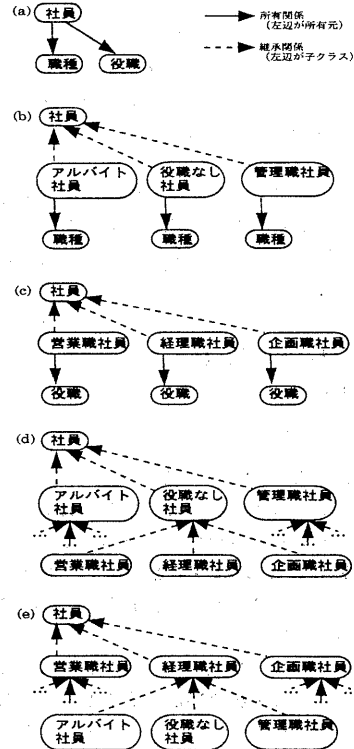 (a) 社員
所有関係
(左辺が所有元)
職種 役職
継承関係
(左辺が子クラス)
(b) 社員
アルバイト
社員
役職なし
社員
管理職社員
職種 職種 職種
(c) 社員
営業職社員 経理職社員 企画職社員
役職 役職 役職
(d) 社員
アルバイト
社員
役職なし
社員
管理職社員
営業職社員 経理職社員 企画職社員
(e) 社員
営業職社員 経理職社員 企画職社員
アルバイト
社員
役職なし
社員
管理職社員